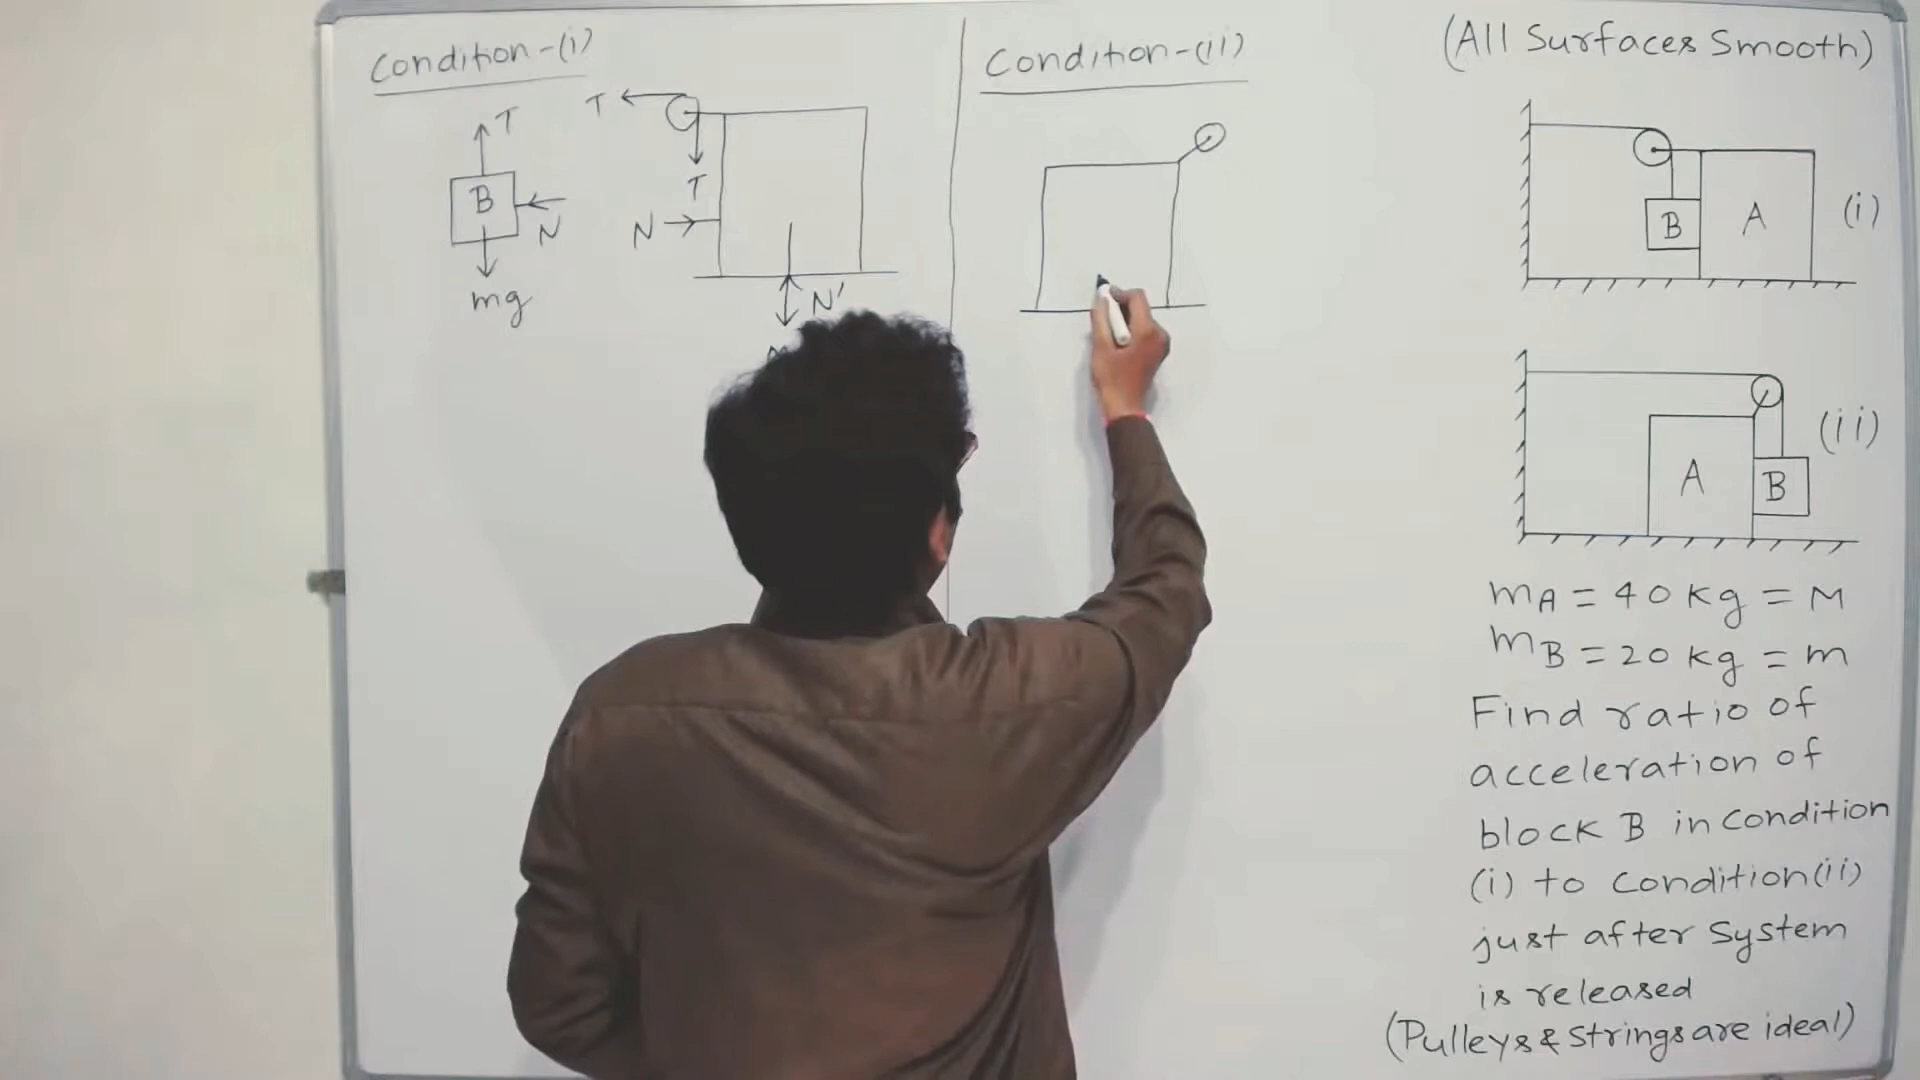 Condition-(i)
T
T
B
T
N
N
mg
N'
Condition-(ii)
(All Surfaces Smooth)
B
A
(i)
A
B
(ii)
mA = 40 kg = M
mB = 20 kg = m
Find ratio of
acceleration of
block B in condition
(i) to condition(ii)
just after system
is released
(Pulleys & strings are ideal)